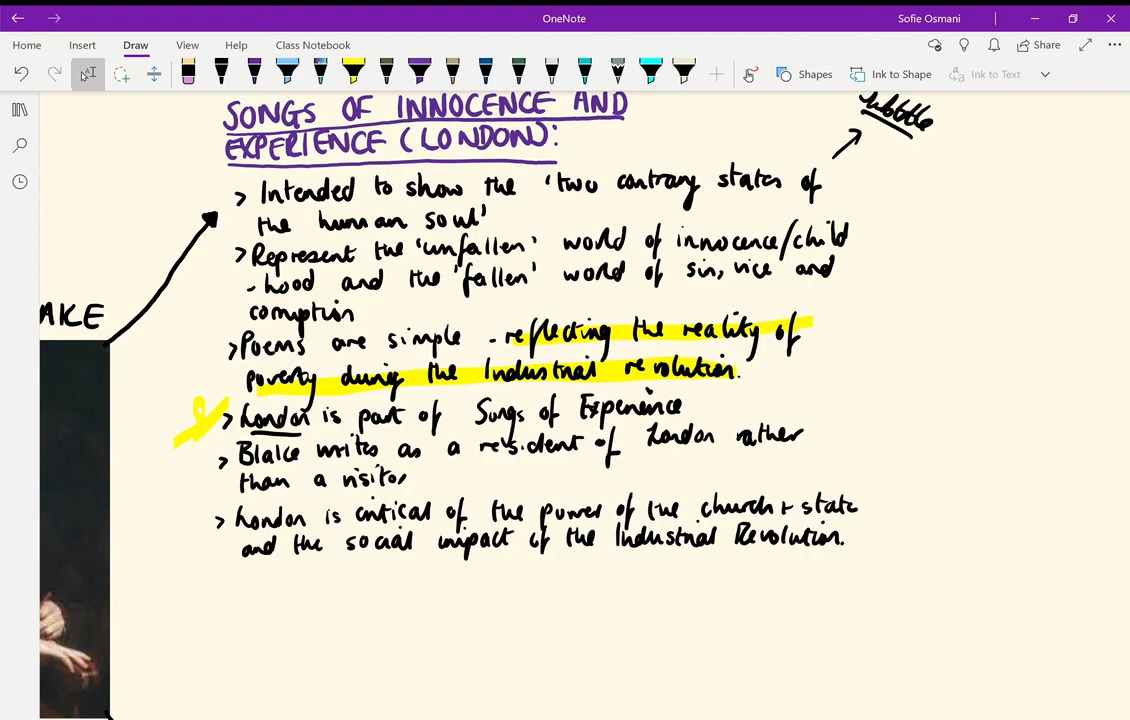 OneNote
Sofie Osmani
Home Insert Draw View Help Class Notebook
Share
Shapes Ink to Shape Ink to Text
SONGS OF INNOCENCE AND
EXPERIENCE (LONDON):
> Intended to show the 'two contrary states of
the human soul'
> Represent the 'unfallen' world of innocence/child
-hood and the 'fallen' world of sin, vice and
corruption
> Poems are simple - reflecting the reality of
poverty during the Industrial revolution.
> London is part of Songs of Experience
> Blake writes as a resident of London rather
than a visitor
> London is critical of the power of the church + state
and the social impact of the Industrial Revolution.
AKE